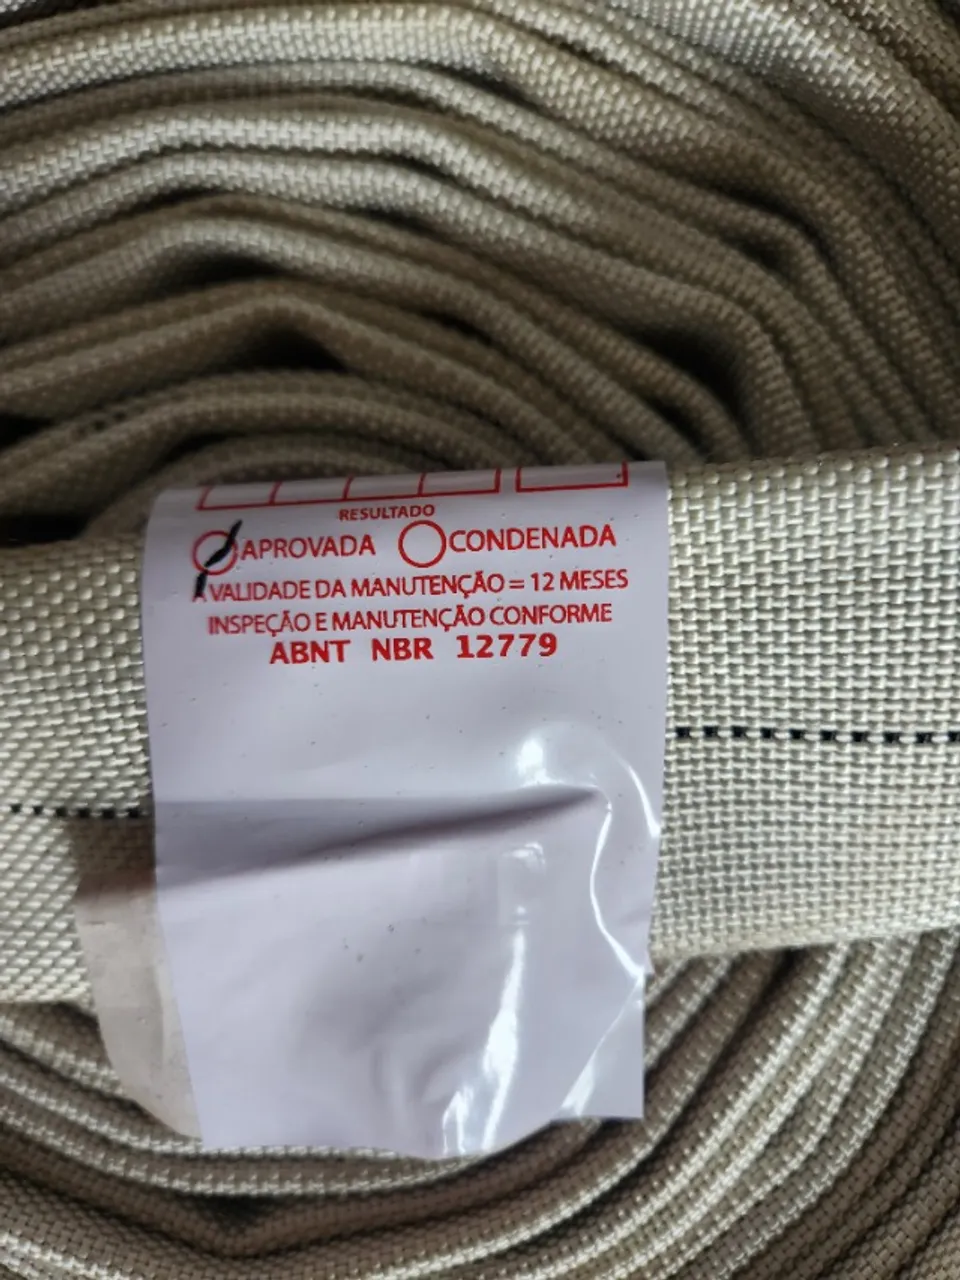 RESULTADO
APROVADA CONDENADA
A VALIDADE DA MANUTENÇÃO = 12 MESES
INSPEÇÃO E MANUTENÇÃO CONFORME
ABNT NBR 12779